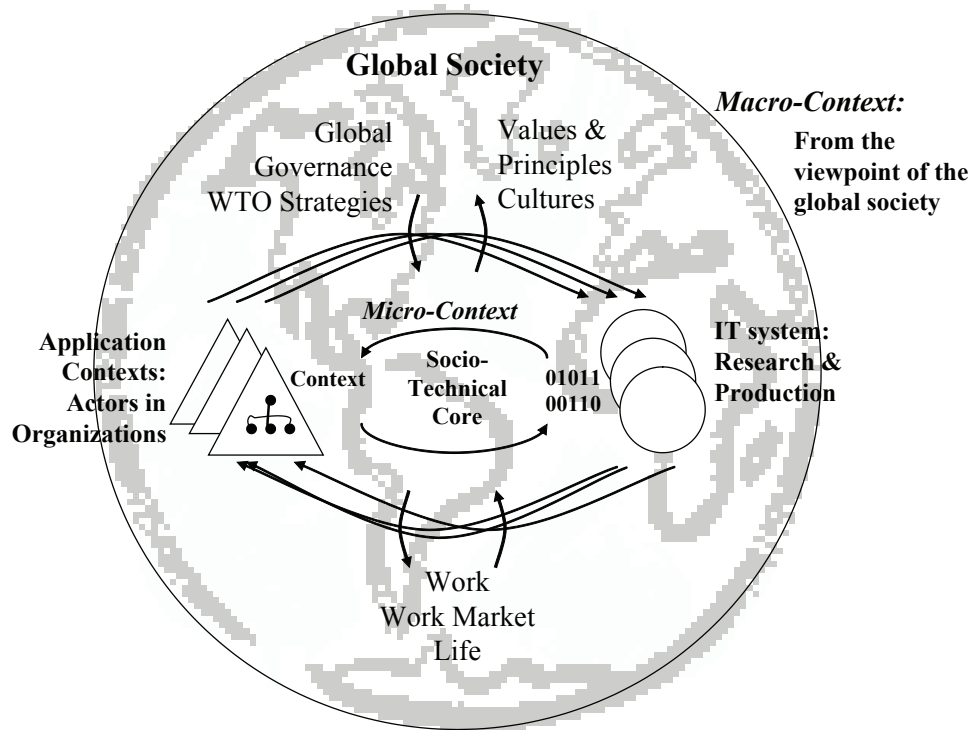 Global Society
Macro-Context:
From the
viewpoint of the
global society
Global
Governance
WTO Strategies
Values &
Principles
Cultures
Micro-Context
Application
Contexts:
Actors in
Organizations
Context
Socio-
Technical
Core
01011
00110
IT system:
Research &
Production
Work
Work Market
Life